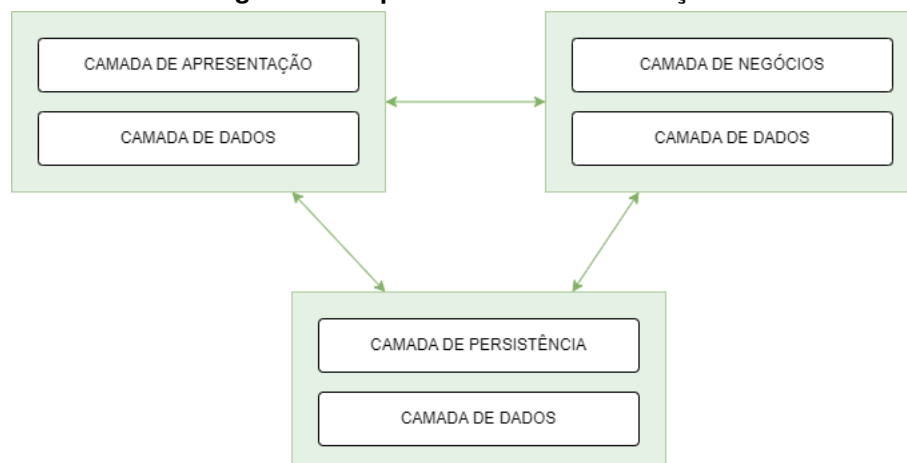 CAMADA DE APRESENTAÇÃO
CAMADA DE DADOS
CAMADA DE NEGÓCIOS
CAMADA DE DADOS
CAMADA DE PERSISTÊNCIA
CAMADA DE DADOS